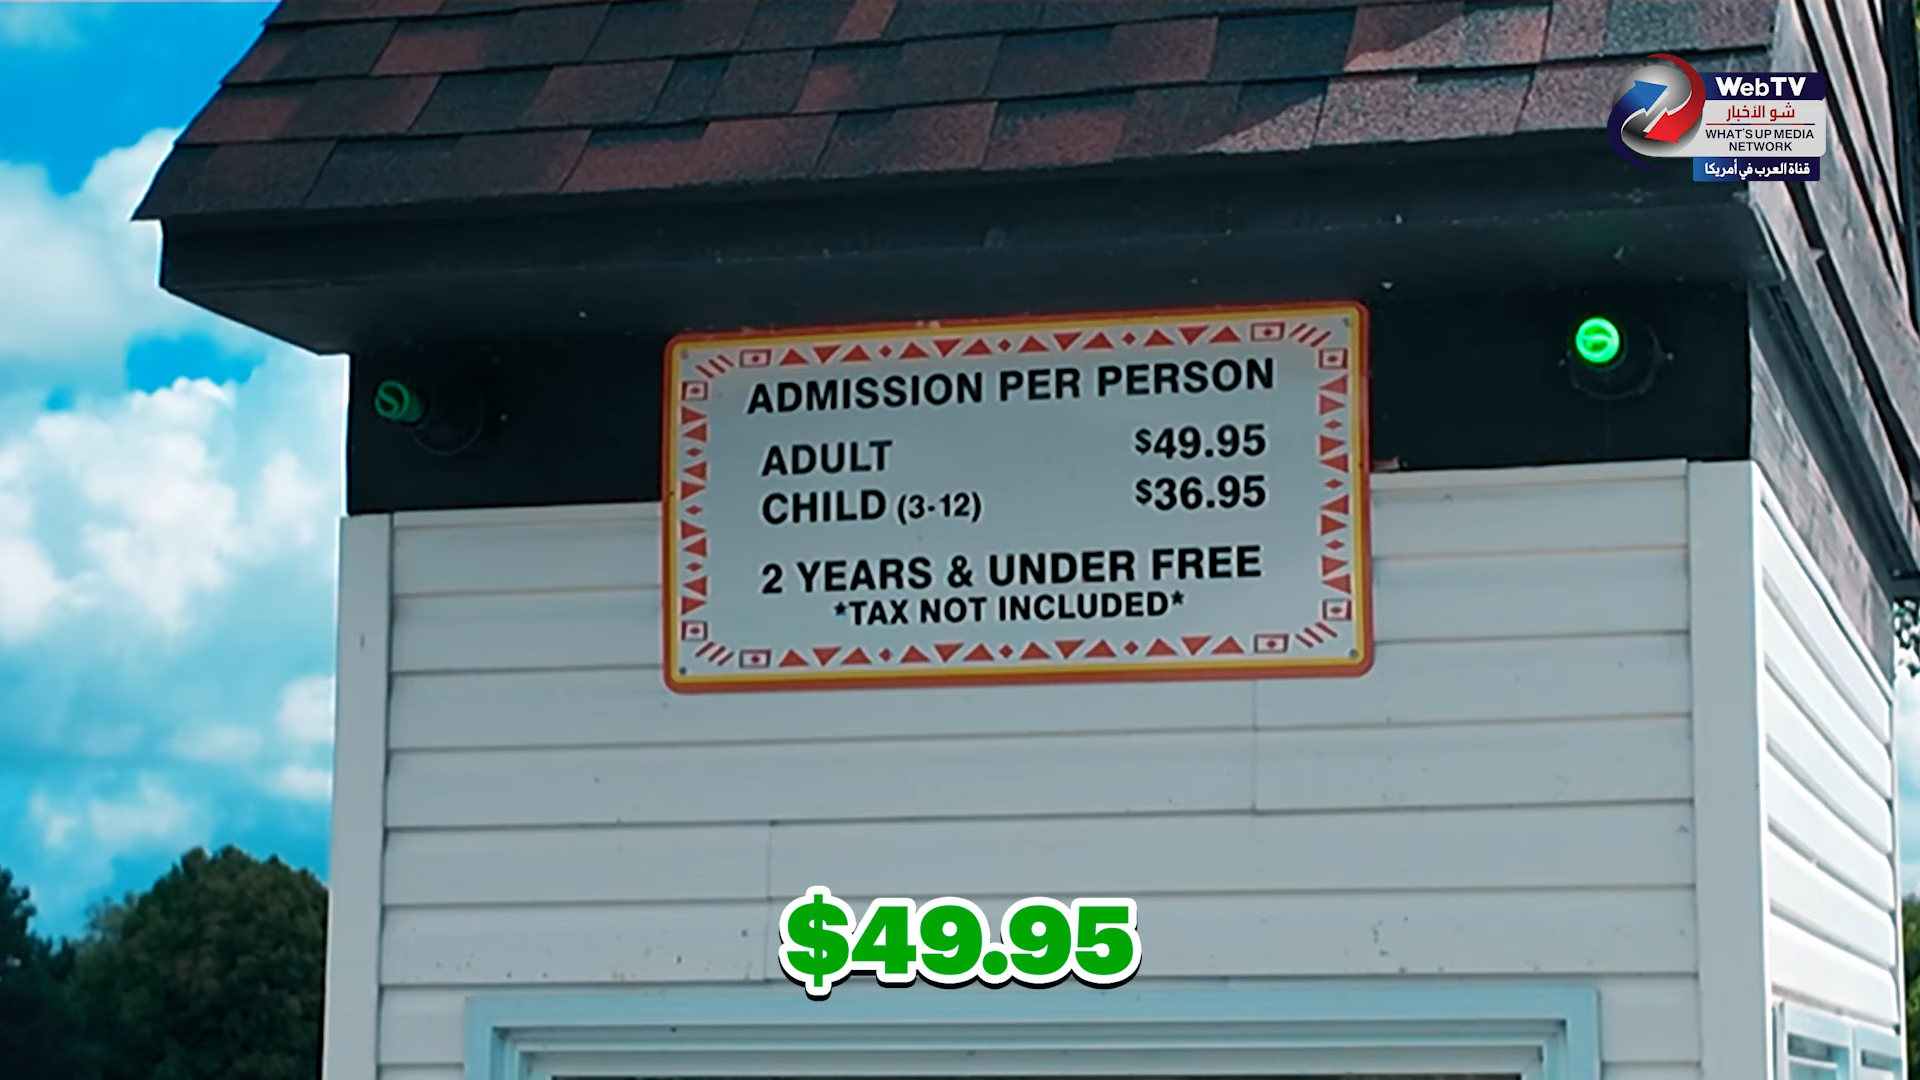 WebTV
شو الأخبار
WHAT'S UP MEDIA
NETWORK
قناة العرب في أمريكا
ADMISSION PER PERSON
ADULT $49.95
CHILD (3-12) $36.95
2 YEARS & UNDER FREE
*TAX NOT INCLUDED*
$49.95